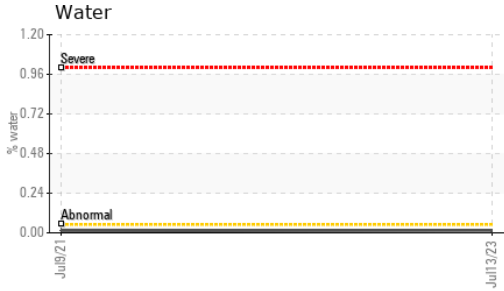 Water
1.20
Severe
0.96
0.72
% water
0.48
0.24
Abnormal
0.00
Jul9/21
Jul13/23